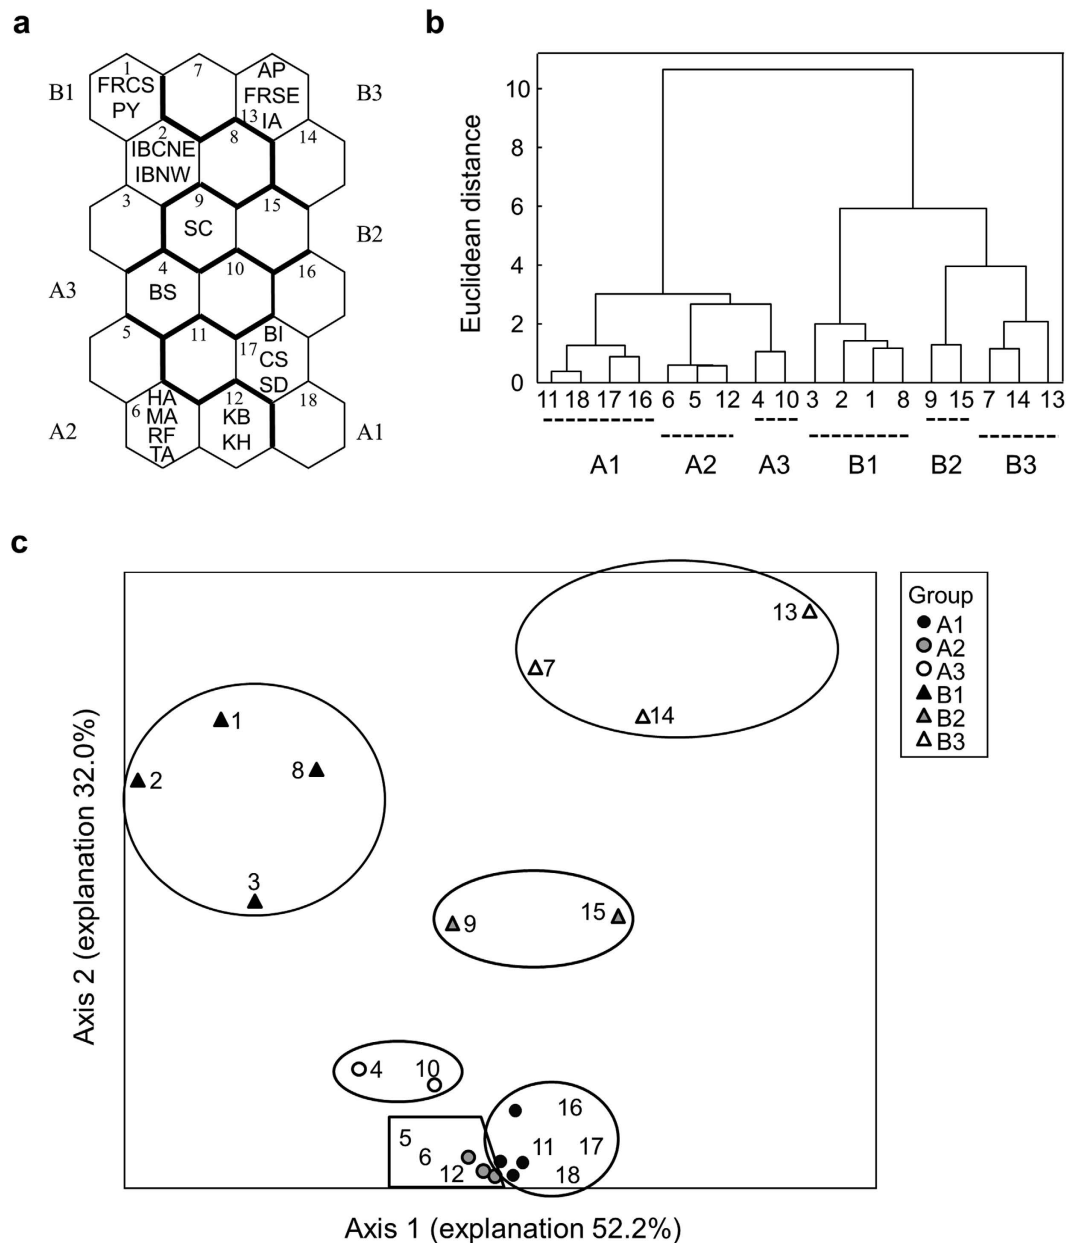 a
B1
1
FRCS
PY
7
AP
FRSE
13
IA
B3
2
IBCNE
IBNW
8
14
3
9
SC
15
B2
A3
4
BS
10
16
5
11
17
BI
CS
SD
A2
6
HA
MA
RF
TA
12
KB
KH
18
A1
b
Euclidean distance
10
8
6
4
2
0
11 18 17 16 6 5 12 4 10 3 2 1 8 9 15 7 14 13
A1 A2 A3 B1 B2 B3
c
Axis 2 (explanation 32.0%)
13
7
14
1
2
8
3
9
15
4
10
16
5
6
12
11
17
18
Axis 1 (explanation 52.2%)
Group
A1
A2
A3
B1
B2
B3